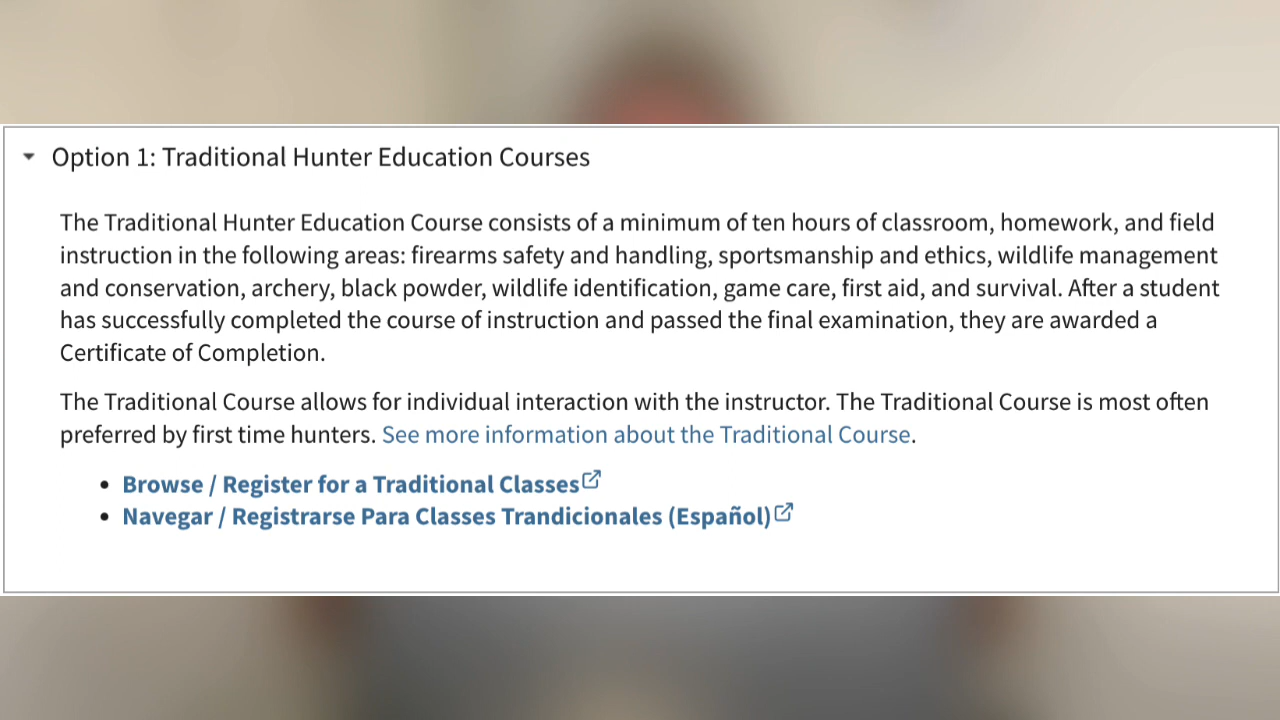 Option 1: Traditional Hunter Education Courses
The Traditional Hunter Education Course consists of a minimum of ten hours of classroom, homework, and field
instruction in the following areas: firearms safety and handling, sportsmanship and ethics, wildlife management
and conservation, archery, black powder, wildlife identification, game care, first aid, and survival. After a student
has successfully completed the course of instruction and passed the final examination, they are awarded a
Certificate of Completion.
The Traditional Course allows for individual interaction with the instructor. The Traditional Course is most often
preferred by first time hunters. See more information about the Traditional Course.
• Browse / Register for a Traditional Classes
• Navegar / Registrarse Para Classes Trandicionales (Español)